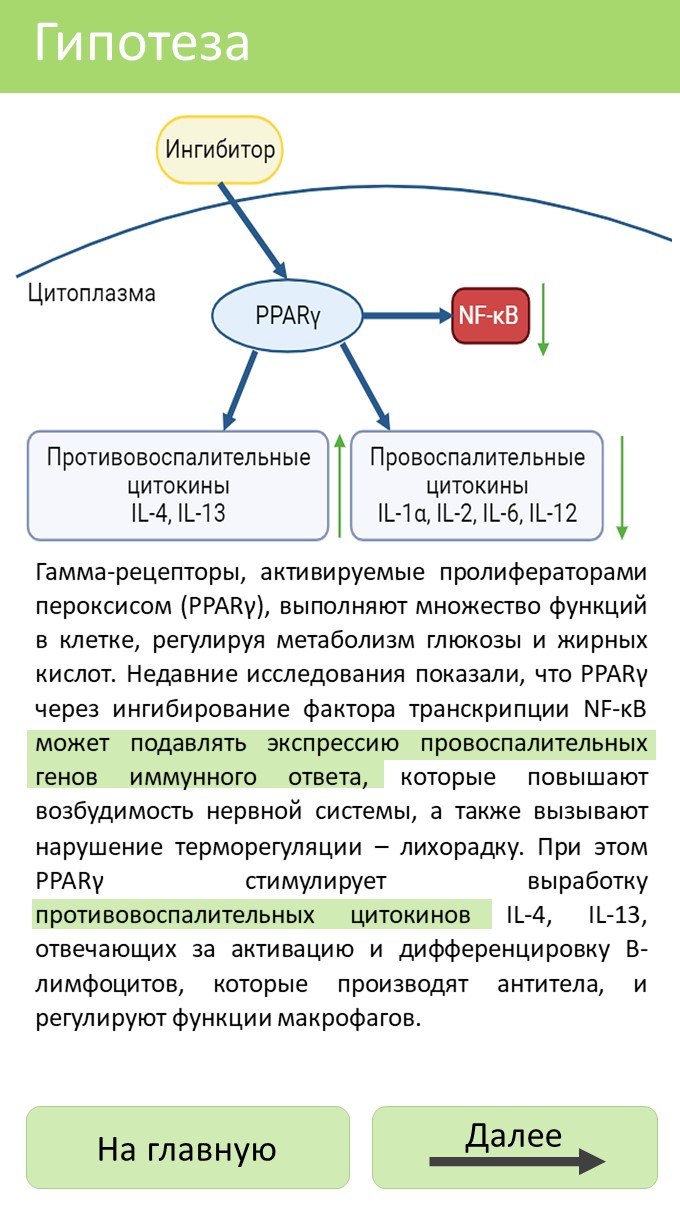 Гипотеза
Ингибитор
Цитоплазма
PPARγ
NF-κB
Противовоспалительные
цитокины
IL-4, IL-13
Провоспалительные
цитокины
IL-1α, IL-2, IL-6, IL-12
Гамма-рецепторы, активируемые пролифераторами
пероксисом (PPARγ), выполняют множество функций
в клетке, регулируя метаболизм глюкозы и жирных
кислот. Недавние исследования показали, что PPARγ
через ингибирование фактора транскрипции NF-κB
может подавлять экспрессию провоспалительных
генов иммунного ответа, которые повышают
возбудимость нервной системы, а также вызывают
нарушение терморегуляции – лихорадку. При этом
PPARγ стимулирует выработку
противовоспалительных цитокинов IL-4, IL-13,
отвечающих за активацию и дифференцировку В-
лимфоцитов, которые производят антитела, и
регулируют функции макрофагов.
На главную
Далее